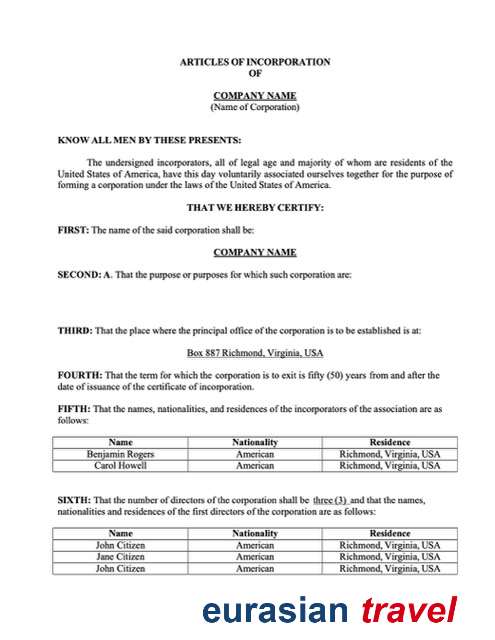 ARTICLES OF INCORPORATION
OF
COMPANY NAME
(Name of Corporation)
KNOW ALL MEN BY THESE PRESENTS:
The undersigned incorporators, all of legal age and majority of whom are residents of the
United States of America, have this day voluntarily associated ourselves together for the purpose of
forming a corporation under the laws of the United States of America.
THAT WE HEREBY CERTIFY:
FIRST: The name of the said corporation shall be:
COMPANY NAME
SECOND: A. That the purpose or purposes for which such corporation are:
THIRD: That the place where the principal office of the corporation is to be established is at:
Box 887 Richmond, Virginia, USA
FOURTH: That the term for which the corporation is to exit is fifty (50) years from and after the
date of issuance of the certificate of incorporation.
FIFTH: That the names, nationalities, and residences of the incorporators of the association are as
follows:
Name Nationality Residence
Benjamin Rogers American Richmond, Virginia, USA
Carol Howell American Richmond, Virginia, USA
SIXTH: That the number of directors of the corporation shall be three (3) and that the names,
nationalities and residences of the first directors of the corporation are as follows:
Name Nationality Residence
John Citizen American Richmond, Virginia, USA
Jane Citizen American Richmond, Virginia, USA
John Citizen American Richmond, Virginia, USA
eurasian travel